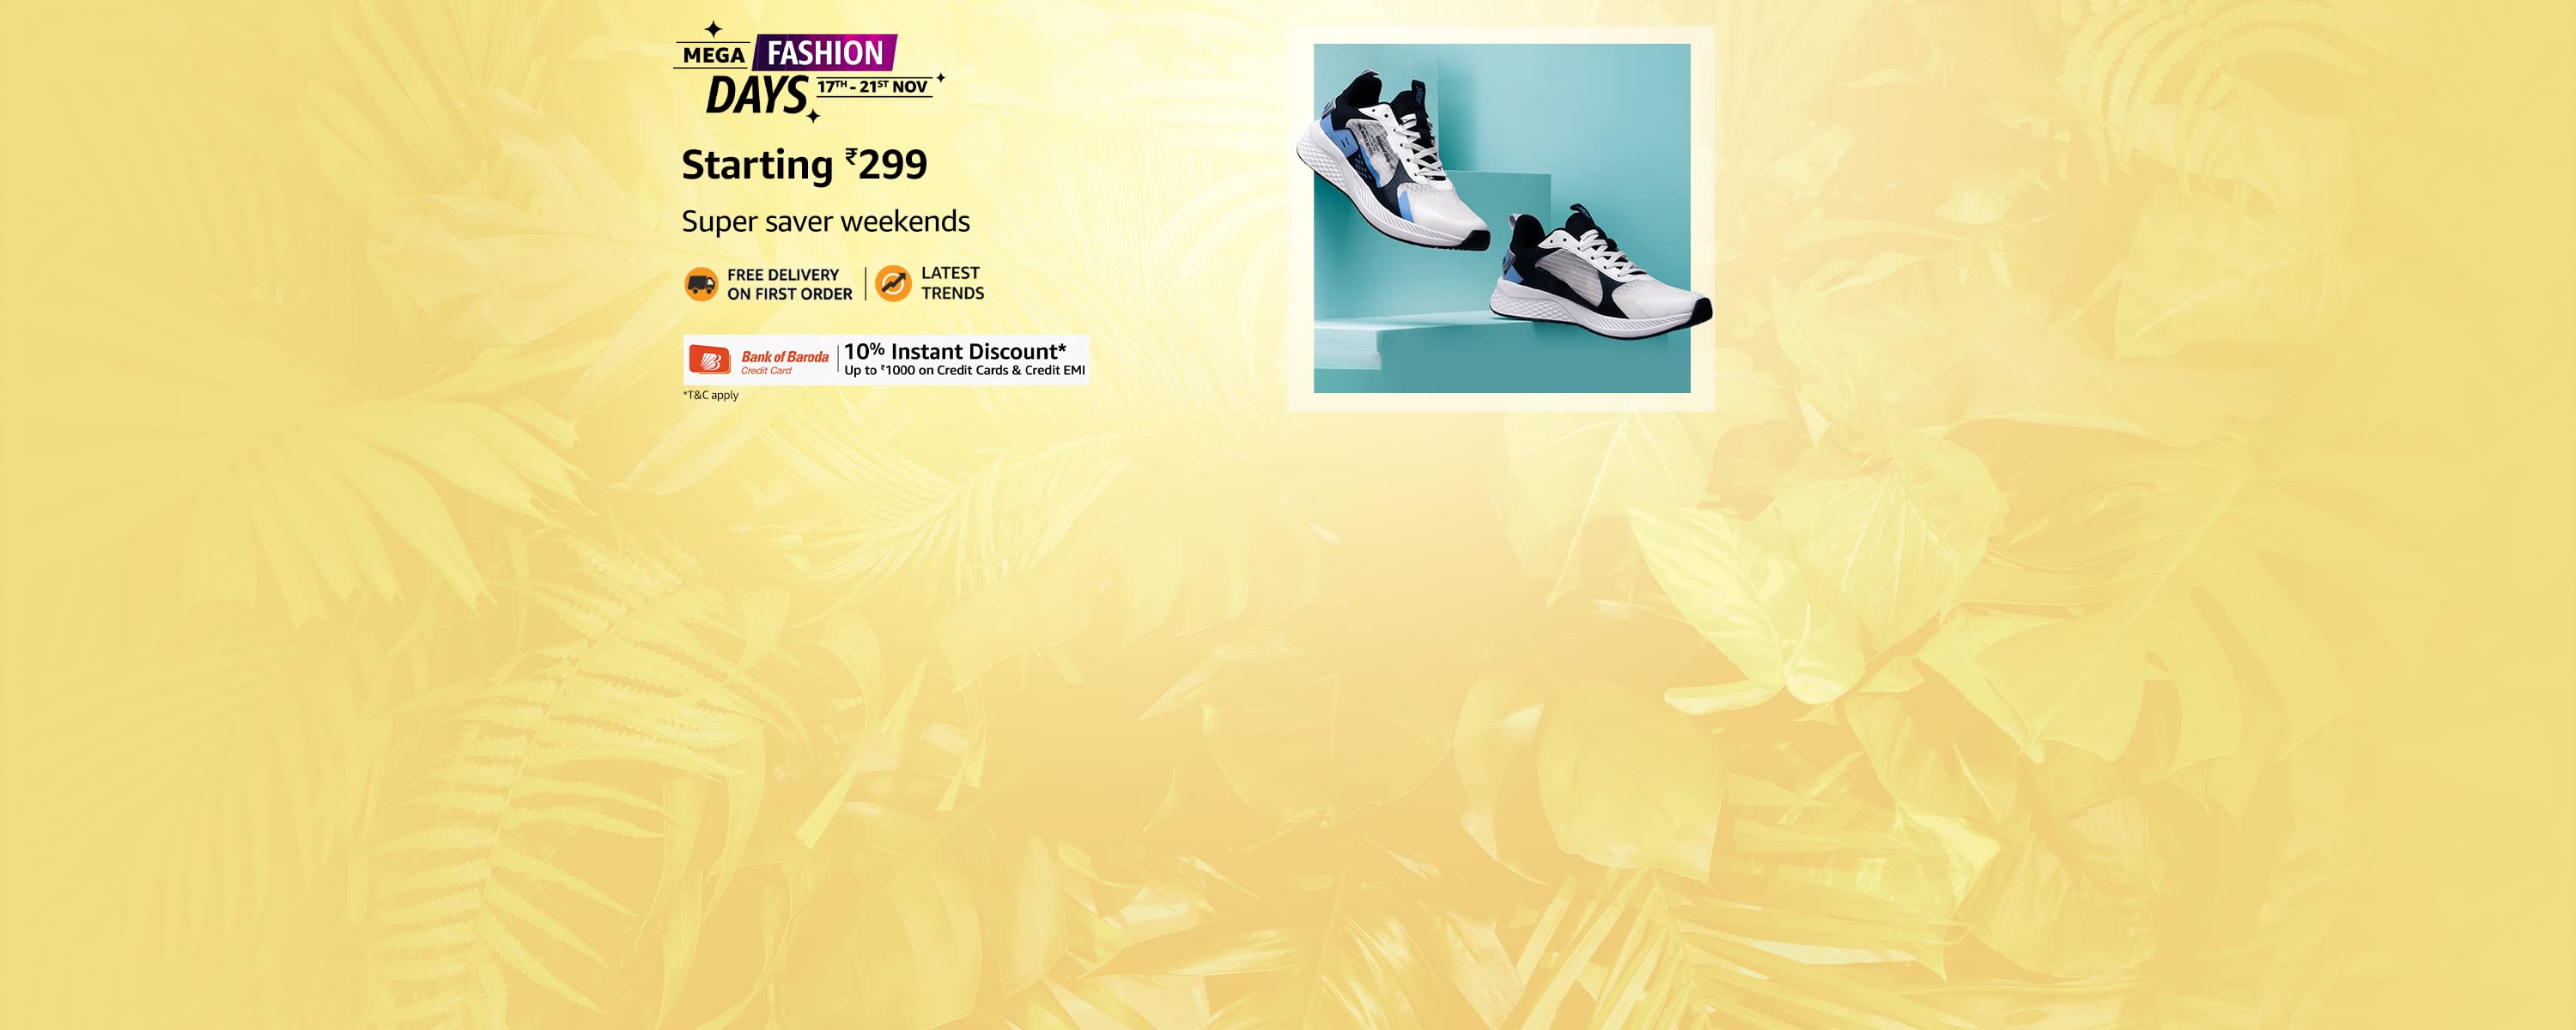 MEGA FASHION
DAYS 17TH - 21ST NOV
Starting ₹299
Super saver weekends
FREE DELIVERY
ON FIRST ORDER
LATEST
TRENDS
Bank of Baroda
Credit Card
10% Instant Discount*
Up to ₹1000 on Credit Cards & Credit EMI
*T&C apply